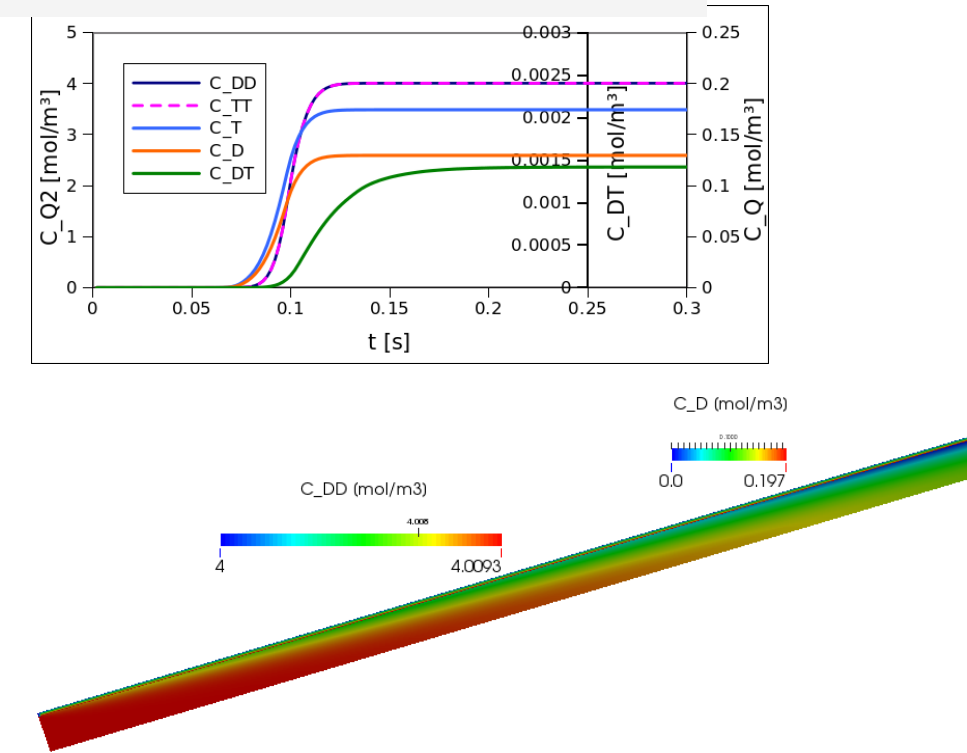 5
4
3
2
1
0
C_Q2 [mol/m³]
C_DD
C_TT
C_T
C_D
C_DT
0.003
0.0025
0.002
0.0015
0.001
0.0005
0
C_DT [mol/m³]
0.25
0.2
0.15
0.1
0.05
0
C_Q [mol/m³]
0 0.05 0.1 0.15 0.2 0.25 0.3
t [s]
C_D (mol/m3)
0.1000
0.0 0.197
C_DD (mol/m3)
4.008
4 4.0093